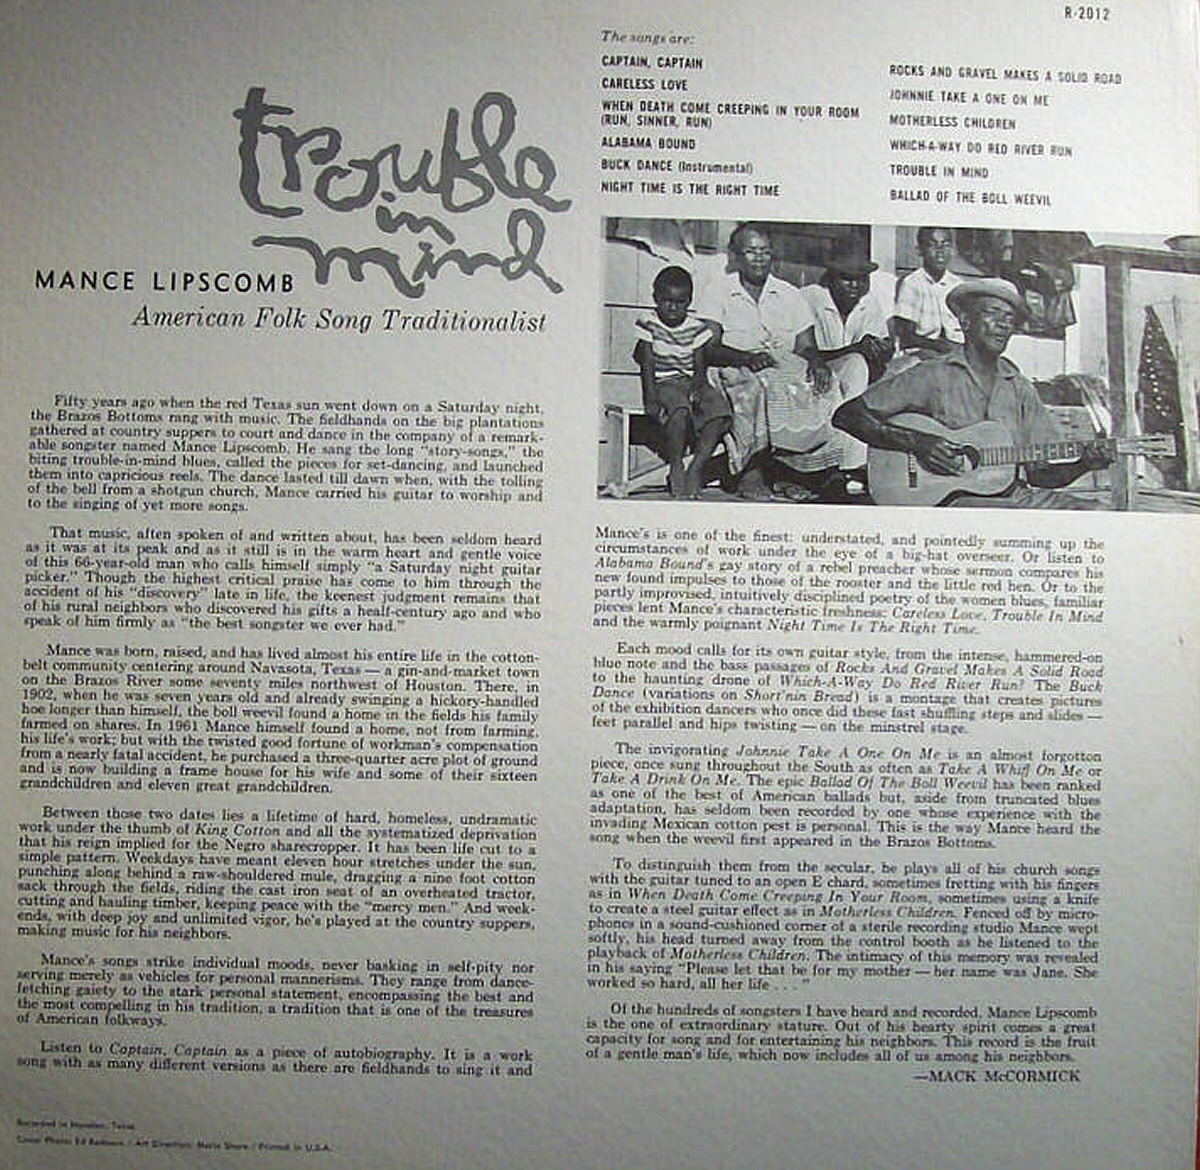 R-2012
The songs are:
CAPTAIN, CAPTAIN
CARELESS LOVE
WHEN DEATH COME CREEPING IN YOUR ROOM
(RUN, SINNER, RUN)
ALABAMA BOUND
BUCK DANCE (Instrumental)
NIGHT TIME IS THE RIGHT TIME
ROCKS AND GRAVEL MAKES A SOLID ROAD
JOHNNIE TAKE A ONE ON ME
MOTHERLESS CHILDREN
WHICH-A-WAY DO RED RIVER RUN
TROUBLE IN MIND
BALLAD OF THE BOLL WEEVIL
trouble
in
mind
MANCE LIPSCOMB
American Folk Song Traditionalist
Fifty years ago when the red Texas sun went down on a Saturday night,
the Brazos Bottoms rang with music. The fieldhands on the big plantations
gathered at country suppers to court and dance in the company of a remark-
able songster named Mance Lipscomb. He sang the long "story-songs," the
biting trouble-in-mind blues, called the pieces for set-dancing, and launched
them into capricious reels. The dance lasted till dawn when, with the tolling
of the bell from a shotgun church, Mance carried his guitar to worship and
to the singing of yet more songs.
That music, aften spoken of and written about, has been seldom heard
as it was at its peak and as it still is in the warm heart and gentle voice
of this 66-year-old man who calls himself simply "a Saturday night guitar
picker." Though the highest critical praise has come to him through the
accident of his "discovery" late in life, the keenest judgment remains that
of his rural neighbors who discovered his gifts a healf-century ago and who
speak of him firmly as "the best songster we ever had."
Mance was born, raised, and has lived almost his entire life in the cotton-
belt community centering around Navasota, Texas — a gin-and-market town
on the Brazos River some seventy miles northwest of Houston. There, in
1902, when he was seven years old and already swinging a hickory-handled
hoe longer than himself, the boll weevil found a home in the fields his family
farmed on shares. In 1961 Mance himself found a home, not from farming,
his life's work; but with the twisted good fortune of workman's compensation
from a nearly fatal accident, he purchased a three-quarter acre plot of ground
and is now building a frame house for his wife and some of their sixteen
grandchildren and eleven great grandchildren.
Between those two dates lies a lifetime of hard, homeless, undramatic
work under the thumb of King Cotton and all the systematized deprivation
that his reign implied for the Negro sharecropper. It has been life cut to a
simple pattern. Weekdays have meant eleven hour stretches under the sun,
punching along behind a raw-shouldered mule, dragging a nine foot cotton
sack through the fields, riding the cast iron seat of an overheated tractor,
cutting and hauling timber, keeping peace with the "mercy men." And week-
ends, with deep joy and unlimited vigor, he's played at the country suppers,
making music for his neighbors.
Mance's songs strike individual moods, never basking in self-pity nor
serving merely as vehicles for personal mannerisms. They range from dance-
fetching gaiety to the stark personal statement, encompassing the best and
the most compelling in his tradition, a tradition that is one of the treasures
of American folkways.
Listen to Captain, Captain as a piece of autobiography. It is a work
song with as many different versions as there are fieldhands to sing it and
Mance's is one of the finest: understated, and pointedly summing up the
circumstances of work under the eye of a big-hat overseer. Or listen to
Alabama Bound's gay story of a rebel preacher whose sermon compares his
new found impulses to those of the rooster and the little red hen. Or to the
partly improvised, intuitively disciplined poetry of the women blues, familiar
pieces lent Mance's characteristic freshness: Careless Love, Trouble In Mind
and the warmly poignant Night Time Is The Right Time.
Each mood calls for its own guitar style, from the intense, hammered-on
blue note and the bass passages of Rocks And Gravel Makes A Solid Road
to the haunting drone of Which-A-Way Do Red River Run? The Buck
Dance (variations on Short'nin Bread) is a montage that creates pictures
of the exhibition dancers who once did these fast shuffling steps and slides —
feet parallel and hips twisting — on the minstrel stage.
The invigorating Johnnie Take A One On Me is an almost forgotten
piece, once sung throughout the South as often as Take A Whiff On Me or
Take A Drink On Me. The epic Ballad Of The Boll Weevil has been ranked
as one of the best of American ballads but, aside from truncated blues
adaptation, has seldom been recorded by one whose experience with the
invading Mexican cotton pest is personal. This is the way Mance heard the
song when the weevil first appeared in the Brazos Bottoms.
To distinguish them from the secular, he plays all of his church songs
with the guitar tuned to an open E chard, sometimes fretting with his fingers
as in When Death Come Creeping In Your Room, sometimes using a knife
to create a steel guitar effect as in Motherless Children. Fenced off by micro-
phones in a sound-cushioned corner of a sterile recording studio Mance wept
softly, his head turned away from the control booth as he listened to the
playback of Motherless Children. The intimacy of this memory was revealed
in his saying "Please let that be for my mother — her name was Jane. She
worked so hard, all her life . . . "
Of the hundreds of songsters I have heard and recorded, Mance Lipscomb
is the one of extraordinary stature. Out of his hearty spirit comes a great
capacity for song and for entertaining his neighbors. This record is the fruit
of a gentle man's life, which now includes all of us among his neighbors.
—MACK McCORMICK
Recorded in Houston, Texas
Cover Photo: Ed Badeaux / Art Direction: Merle Shore / Printed in U.S.A.